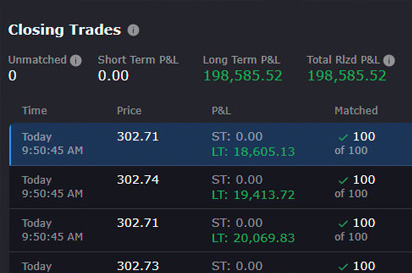 Closing Trades
Unmatched Short Term P&L Long Term P&L Total Rlzd P&L
0 0.00 198,585.52 198,585.52
Time Price P&L Matched
Today 302.71 ST: 0.00 100
9:50:45 AM LT: 18,605.13 of 100
Today 302.74 ST: 0.00 100
9:50:45 AM LT: 19,413.72 of 100
Today 302.71 ST: 0.00 100
9:50:45 AM LT: 20,069.83 of 100
Today 302.73 ST: 0.00 100